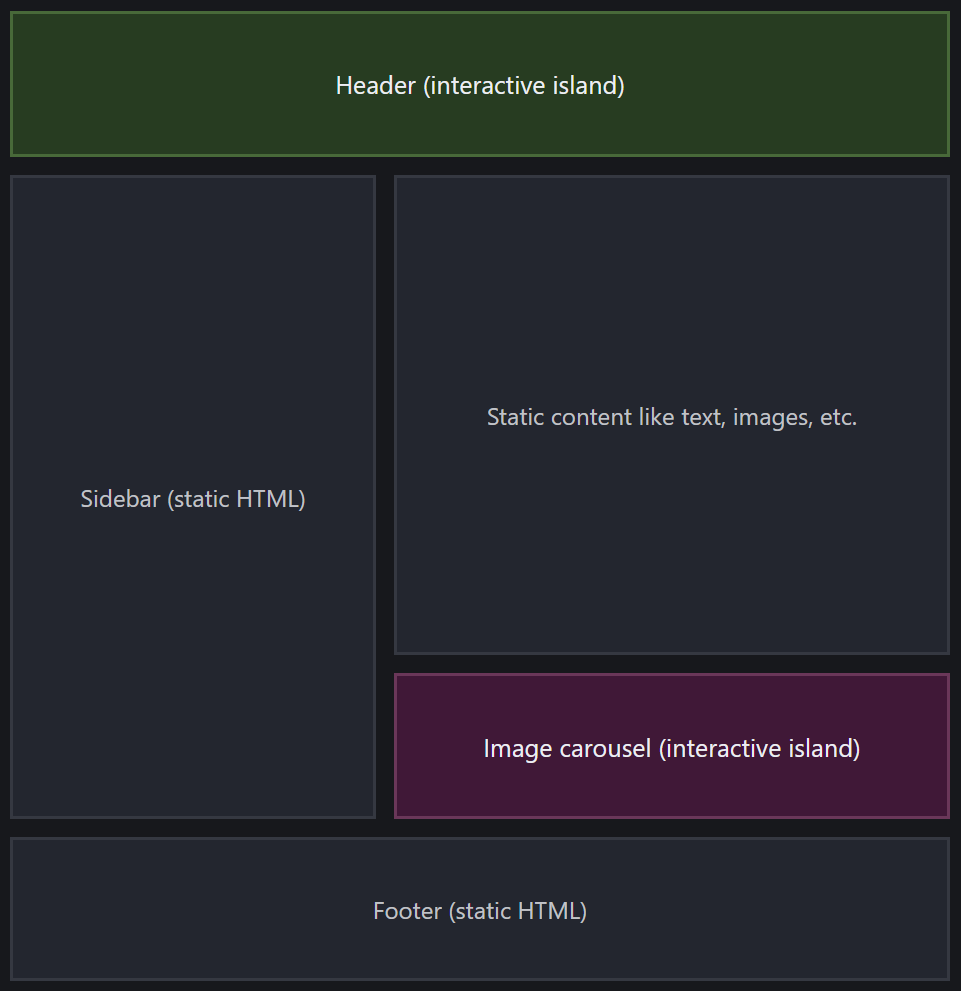 Header (interactive island)
Sidebar (static HTML)
Static content like text, images, etc.
Image carousel (interactive island)
Footer (static HTML)